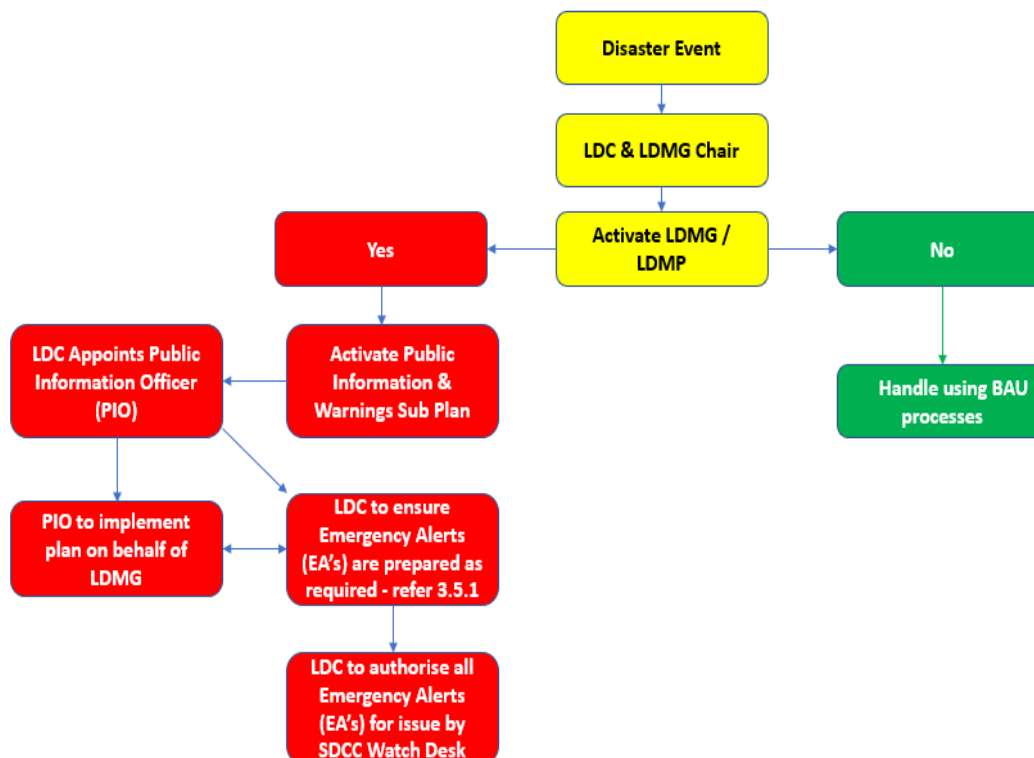 Disaster Event
LDC & LDMG Chair
Yes
Activate LDMG /
LDMP
No
LDC Appoints Public
Information Officer
(PIO)
Activate Public
Information &
Warnings Sub Plan
Handle using BAU
processes
PIO to implement
plan on behalf of
LDMG
LDC to ensure
Emergency Alerts
(EA's) are prepared as
required - refer 3.5.1
LDC to authorise all
Emergency Alerts
(EA's) for issue by
SDCC Watch Desk